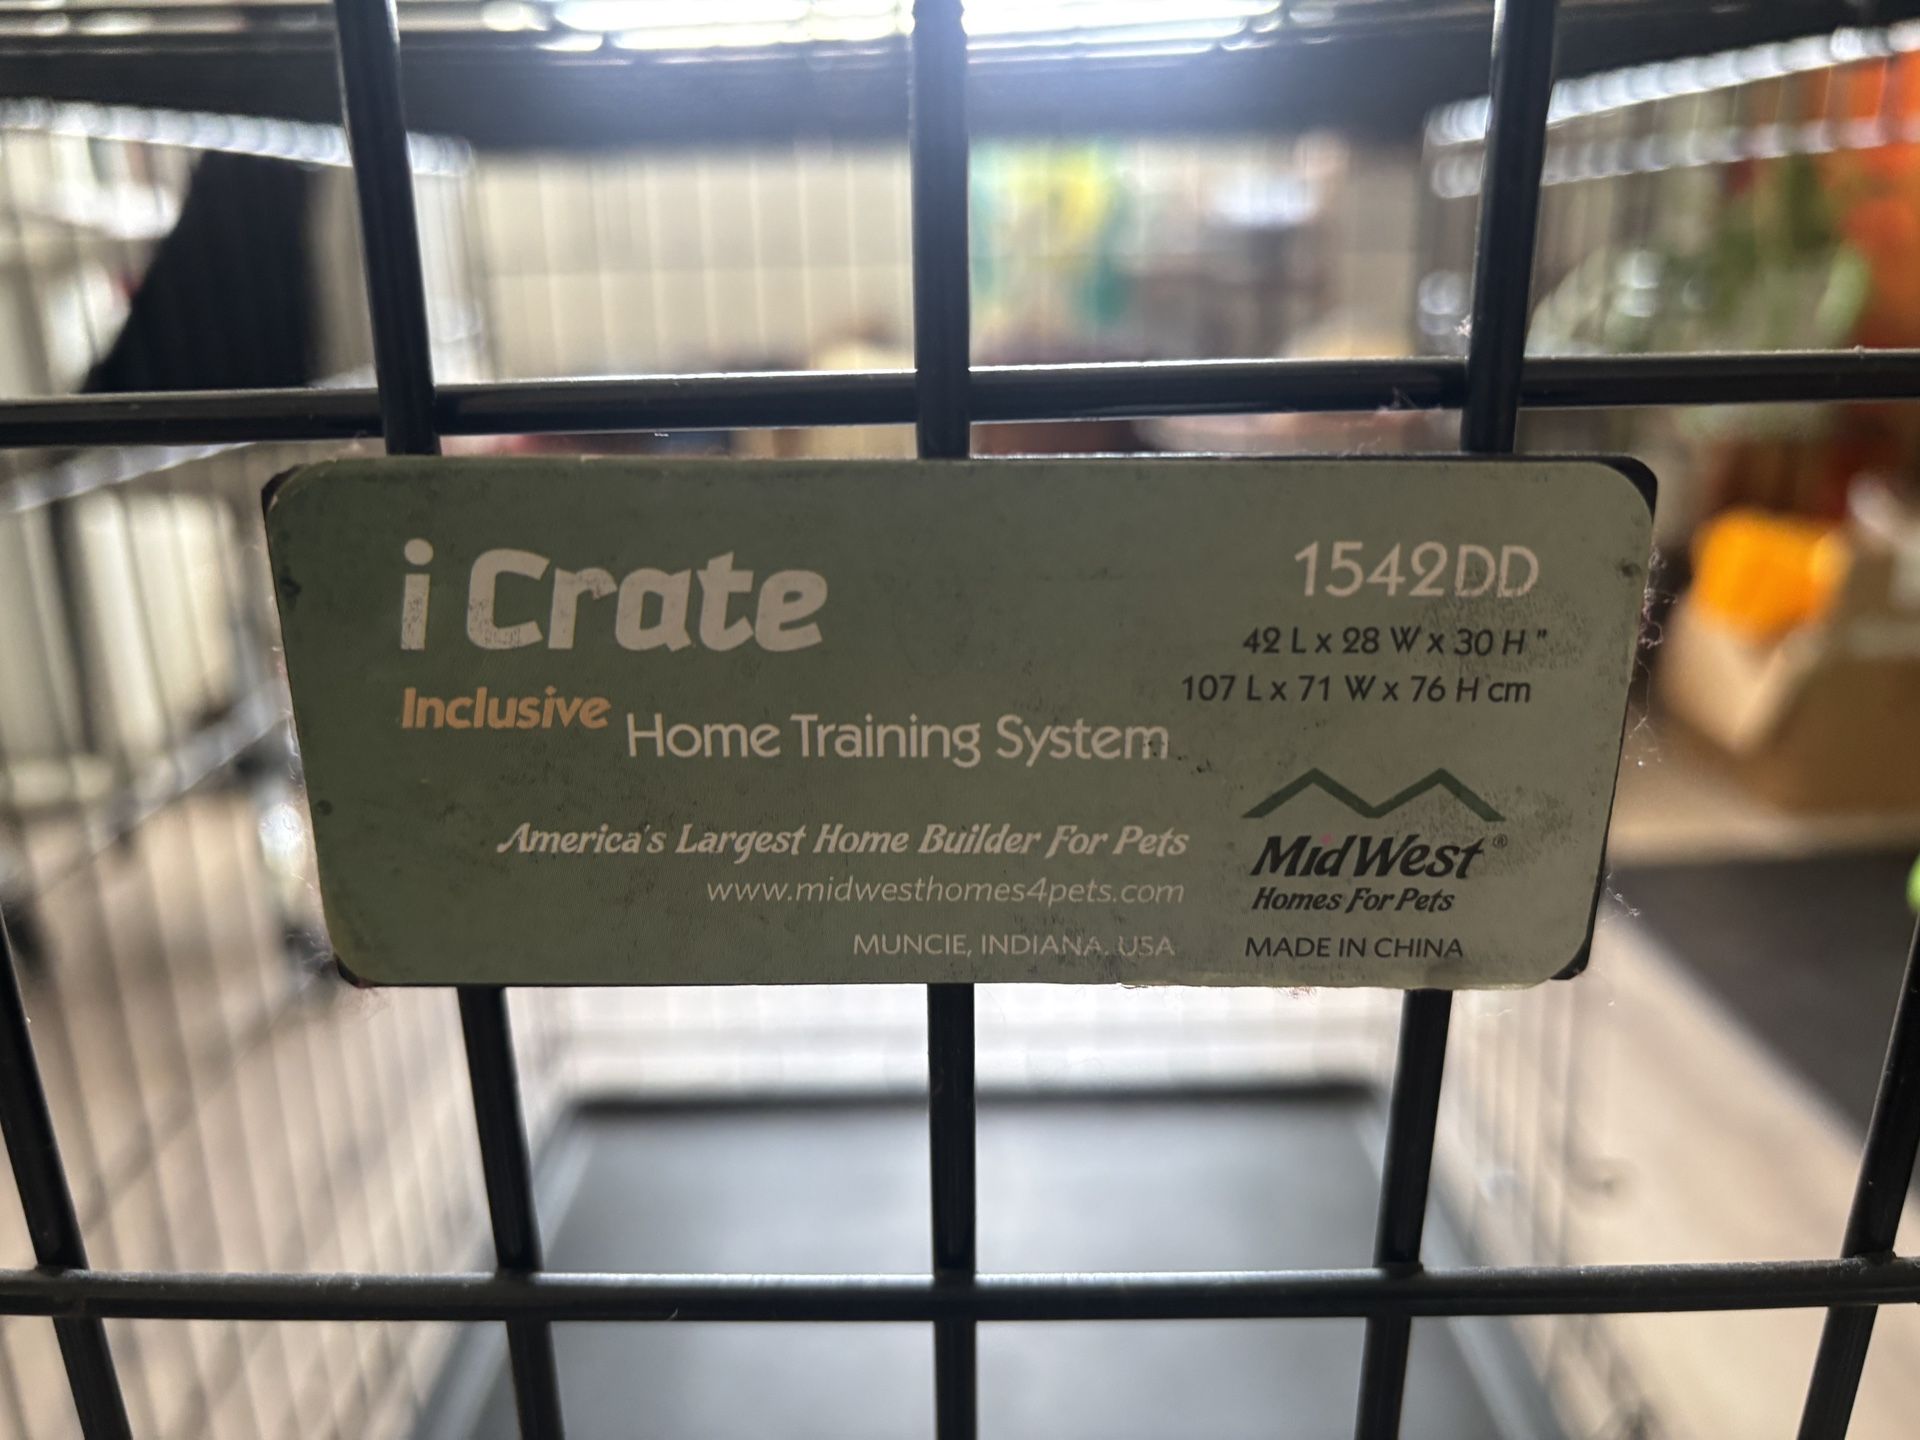 i Crate
1542DD
42 L x 28 W x 30 H "
107 L x 71 W x 76 H cm
Inclusive Home Training System
America's Largest Home Builder For Pets
www.midwesthomes4pets.com
MUNCIE, INDIANA, USA
MidWest®
Homes For Pets
MADE IN CHINA